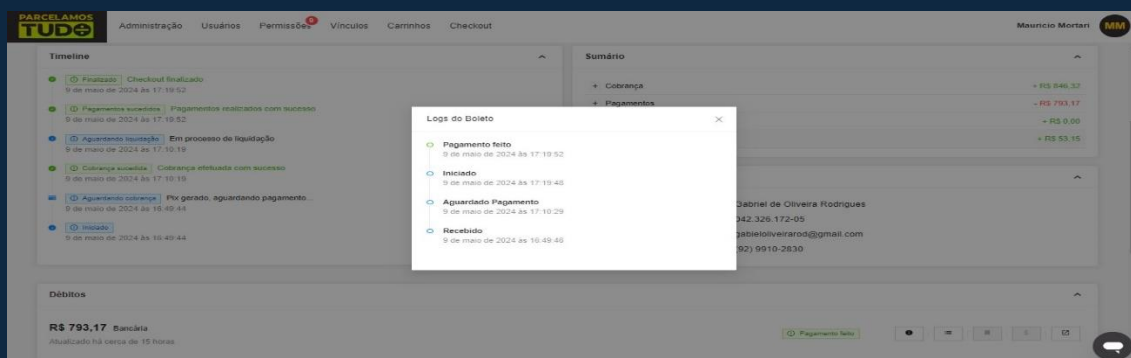 PARCELAMOS
TUDO
Administração Usuários Permissões Vínculos Carrinhos Checkout
Mauricio Mortari MM
Timeline
Finalizado Checkout finalizado
9 de maio de 2024 às 17:19:52
Pagamentos sucedidos Pagamentos realizados com sucesso
9 de maio de 2024 às 17:19:52
Aguardando liquidação Em processo de liquidação
9 de maio de 2024 às 17:10:19
Cobrança sucedida Cobrança efetuada com sucesso
9 de maio de 2024 às 17:10:19
Aguardando cobrança Pix gerado, aguardando pagamento...
9 de maio de 2024 às 16:49:44
Iniciado
9 de maio de 2024 às 16:49:44
Sumário
+ Cobrança + R$ 846,32
+ Pagamentos - R$ 793,17
+ R$ 0,00
+ R$ 53,15
Logs do Boleto
Pagamento feito
9 de maio de 2024 às 17:19:52
Iniciado
9 de maio de 2024 às 17:19:48
Aguardado Pagamento
9 de maio de 2024 às 17:10:29
Recebido
9 de maio de 2024 às 16:49:46
Gabriel de Oliveira Rodrigues
042.326.172-05
gabieloliveirarod@gmail.com
(92) 9910-2830
Débitos
R$ 793,17 Bancária
Atualizado há cerca de 15 horas
Pagamento feito